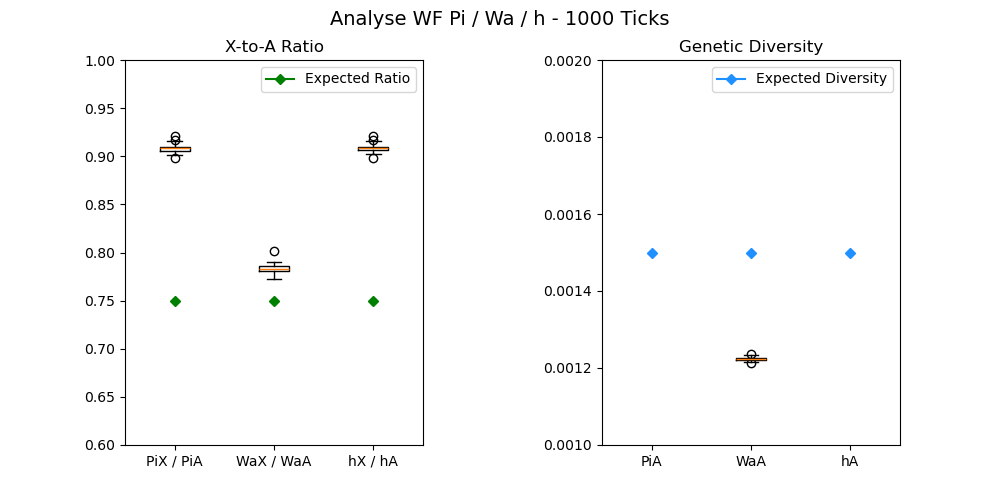 Analyse WF Pi / Wa / h - 1000 Ticks
X-to-A Ratio
Expected Ratio
1.00
0.95
0.90
0.85
0.80
0.75
0.70
0.65
0.60
PiX / PiA
WaX / WaA
hX / hA
Genetic Diversity
Expected Diversity
0.0020
0.0018
0.0016
0.0014
0.0012
0.0010
PiA
WaA
hA